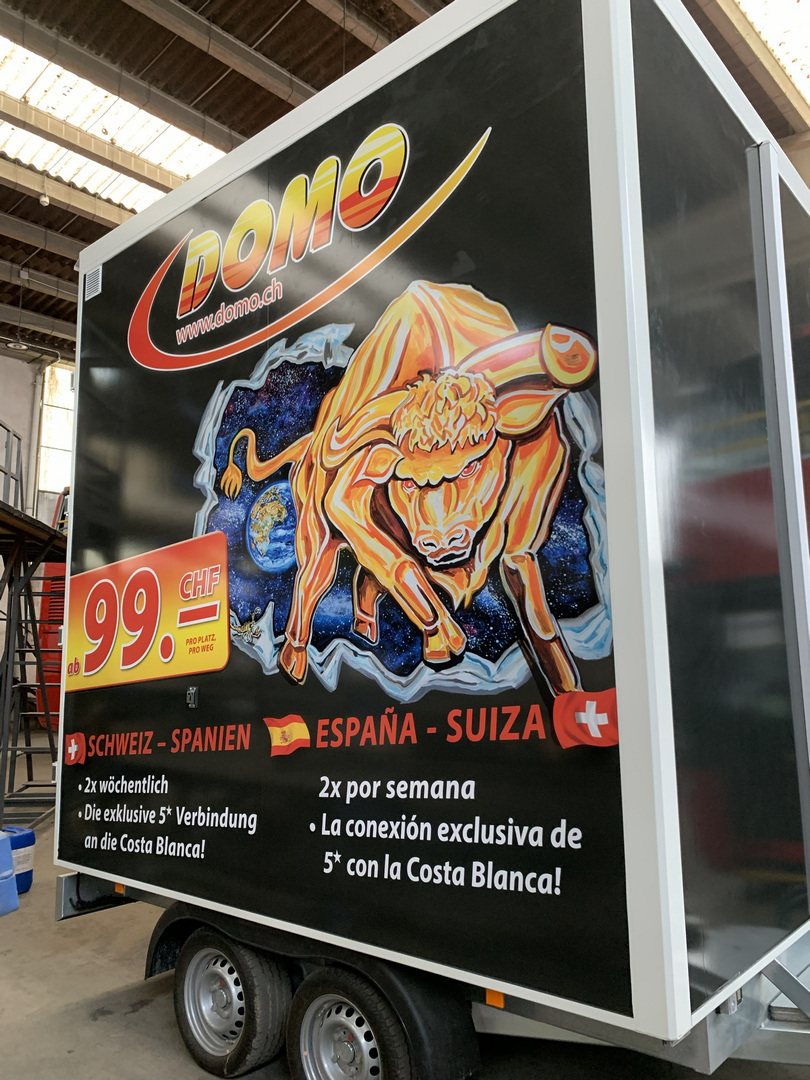 DOMO
www.domo.ch
ab 99.– CHF
PRO PLATZ,
PRO WEG
SCHWEIZ – SPANIEN
• 2x wöchentlich
• Die exklusive 5* Verbindung
an die Costa Blanca!
ESPAÑA - SUIZA
2x por semana
• La conexión exclusiva de
5* con la Costa Blanca!